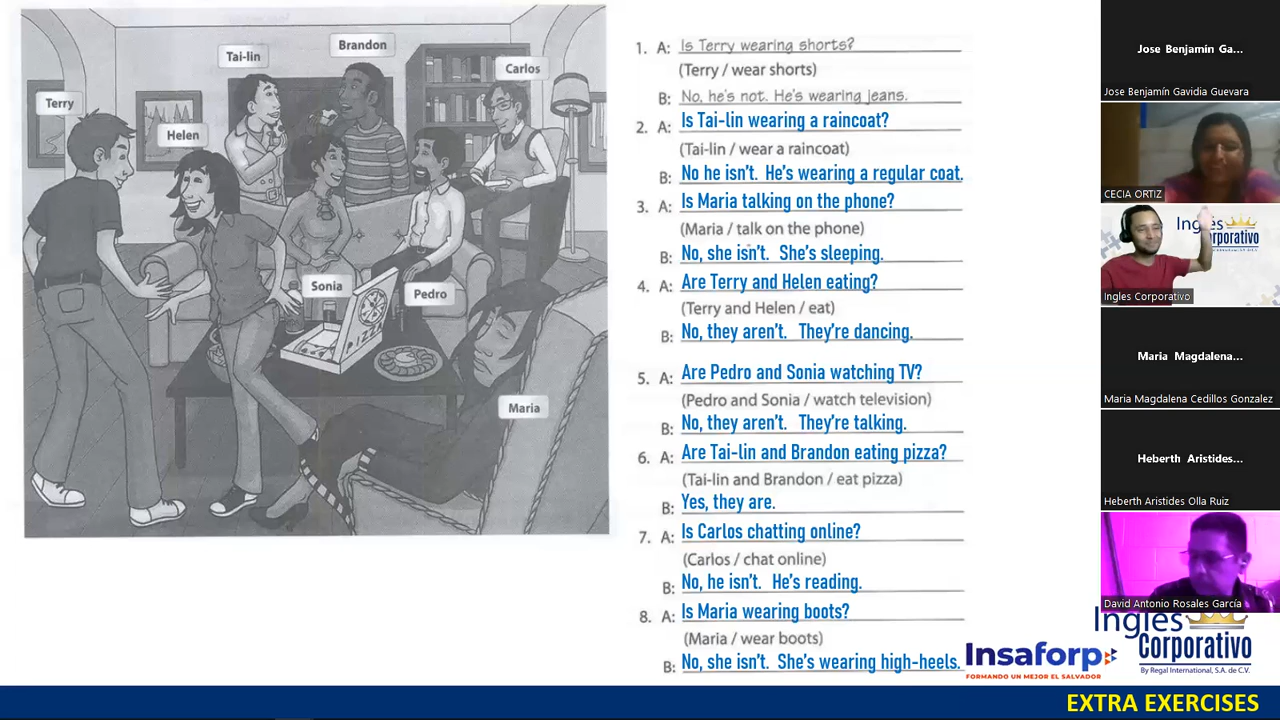 Terry
Helen
Tai-lin
Brandon
Carlos
Sonia
Pedro
Maria
PIZZA
1. A: Is Terry wearing shorts?
(Terry / wear shorts)
B: No, he's not. He's wearing jeans.
2. A: Is Tai-lin wearing a raincoat?
(Tai-lin / wear a raincoat)
B: No he isn't. He's wearing a regular coat.
3. A: Is Maria talking on the phone?
(Maria / talk on the phone)
B: No, she isn't. She's sleeping.
4. A: Are Terry and Helen eating?
(Terry and Helen / eat)
B: No, they aren't. They're dancing.
5. A: Are Pedro and Sonia watching TV?
(Pedro and Sonia / watch television)
B: No, they aren't. They're talking.
6. A: Are Tai-lin and Brandon eating pizza?
(Tai-lin and Brandon / eat pizza)
B: Yes, they are.
7. A: Is Carlos chatting online?
(Carlos / chat online)
B: No, he isn't. He's reading.
8. A: Is Maria wearing boots?
(Maria / wear boots)
B: No, she isn't. She's wearing high-heels.
Jose Benjamin Ga...
Jose Benjamín Gavidia Guevara
CECIA ORTIZ
Inglés
Corporativo
Ingles Corporativo
Maria Magdalena...
Maria Magdalena Cedillos Gonzalez
Heberth Aristides...
Heberth Aristides Olla Ruiz
David Antonio Rosales García
Insaforp
FORMANDO UN MEJOR EL SALVADOR
Inglés
Corporativo
By Regal International, S.A. de C.V.
EXTRA EXERCISES